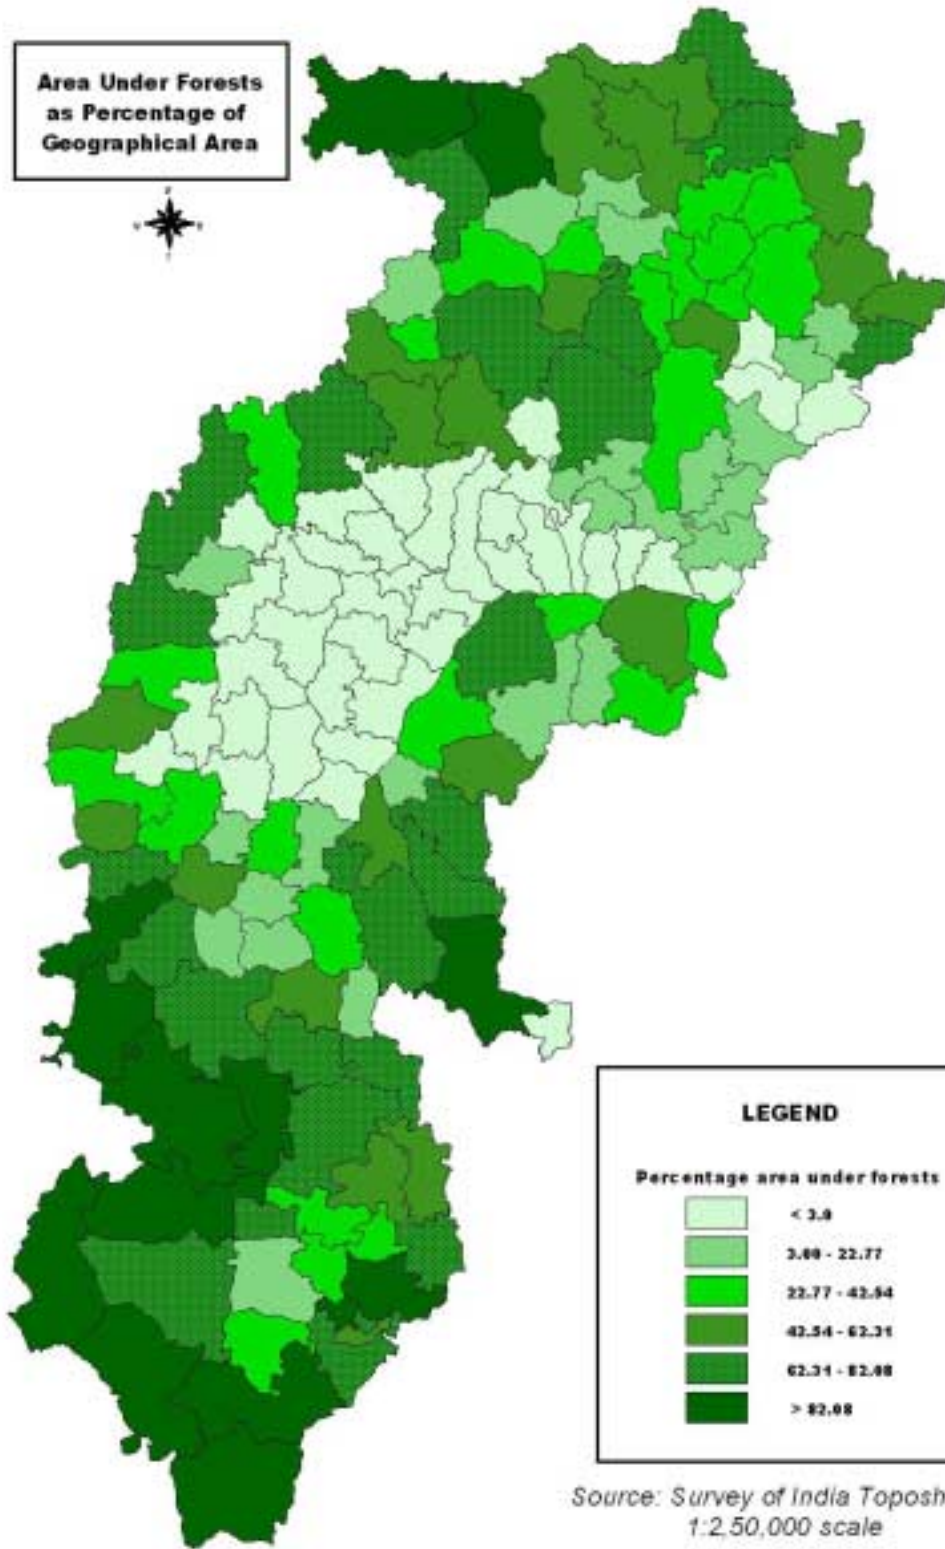 Area Under Forests
as Percentage of
Geographical Area
LEGEND
Percentage area under forests
< 3.0
3.00 - 22.77
22.77 - 42.54
42.54 - 62.31
62.31 - 82.08
> 82.08
Source: Survey of India Toposh
1:2,50,000 scale